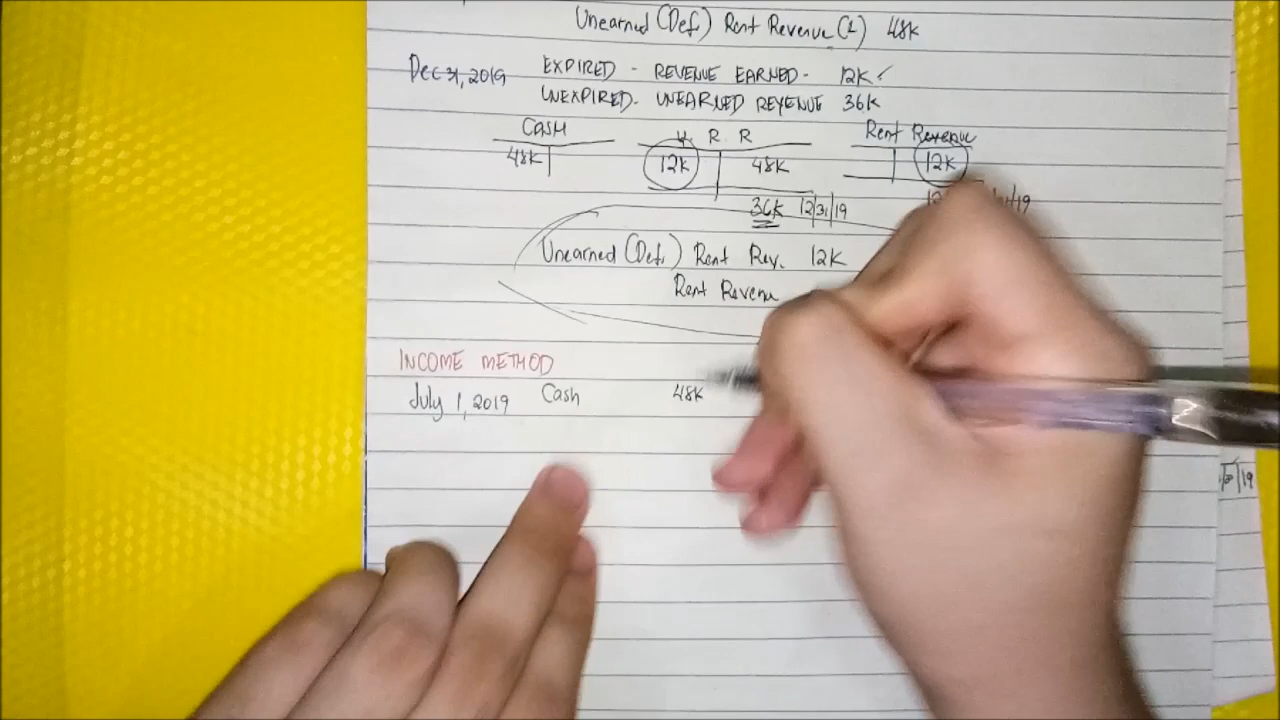 Unearned (Def.) Rent Revenue (L) 48K
Dec 31, 2019 EXPIRED - REVENUE EARNED - 12K ✓
UNEXPIRED - UNEARNED REVENUE 36K
CASH U. R. R Rent Revenue
48K 12K 48K 12K
36K 12/31/19
Unearned (Def.) Rent Rev. 12K
Rent Revenue
INCOME METHOD
July 1, 2019 Cash 48K